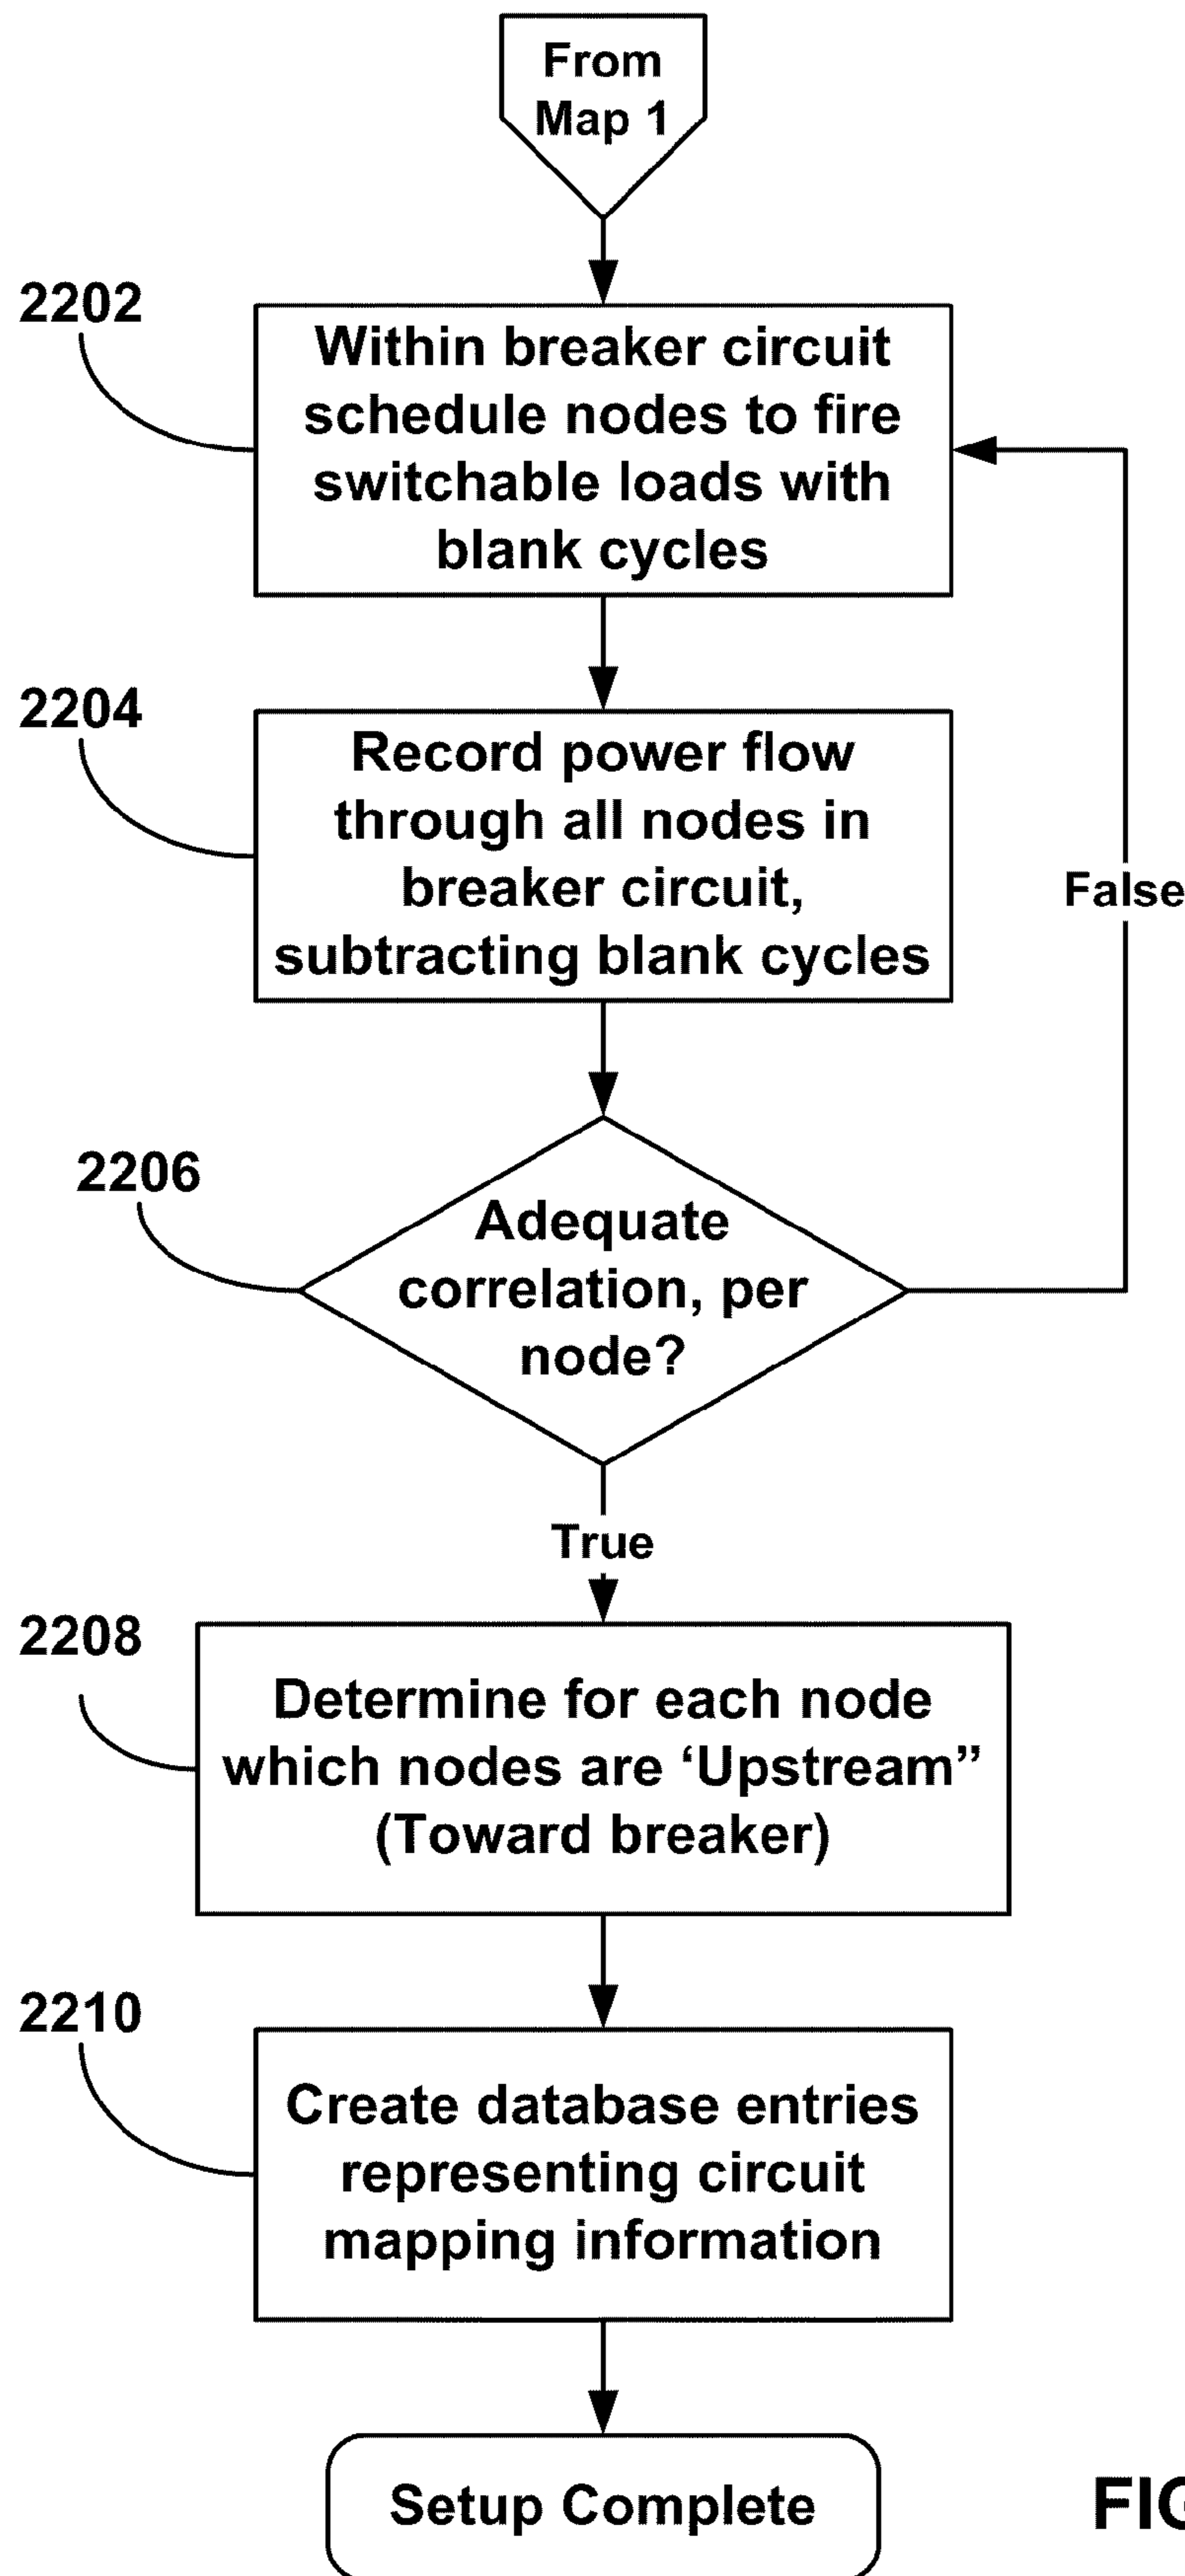 From
Map 1
2202
Within breaker circuit
schedule nodes to fire
switchable loads with
blank cycles
2204
Record power flow
through all nodes in
breaker circuit,
subtracting blank cycles
False
2206
Adequate
correlation, per
node?
True
2208
Determine for each node
which nodes are ‘Upstream”
(Toward breaker)
2210
Create database entries
representing circuit
mapping information
Setup Complete